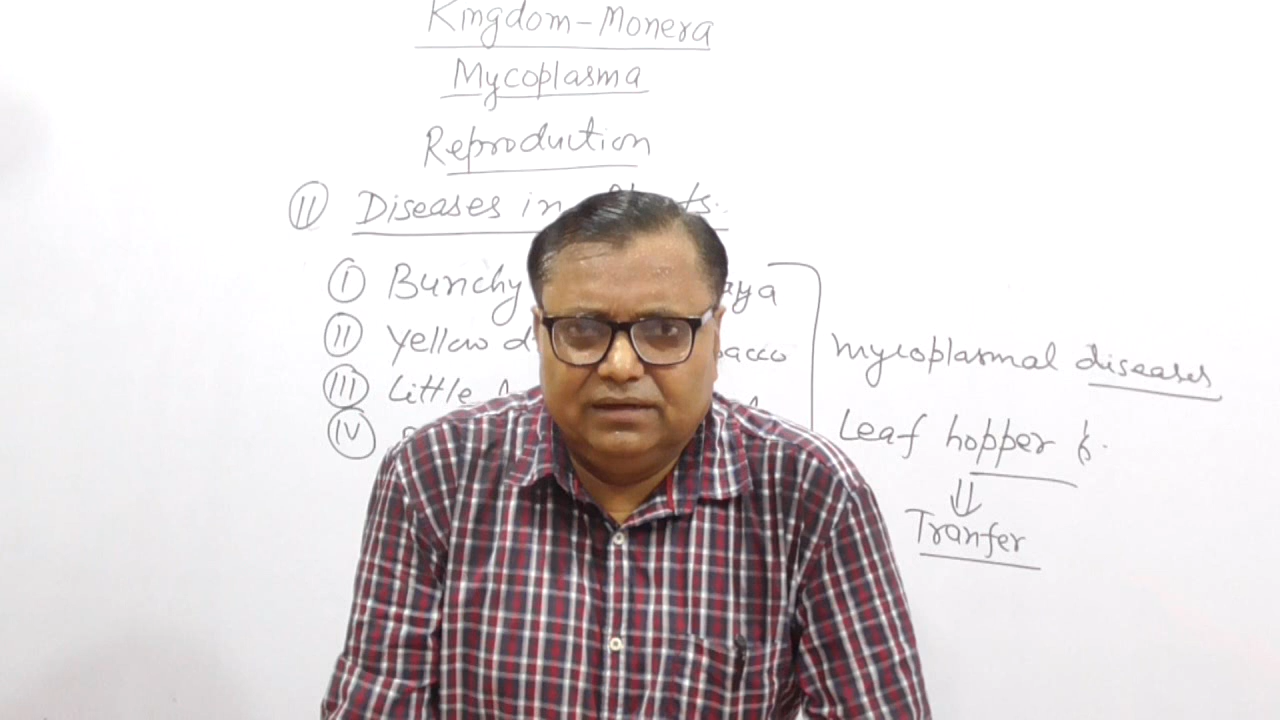 Kingdom-Monera
Mycoplasma
Reproduction
II Diseases in
I Bunchy
II Yellow
III Little
IV
Mycoplasmal diseases
Leaf hopper
⇓
Tranfer